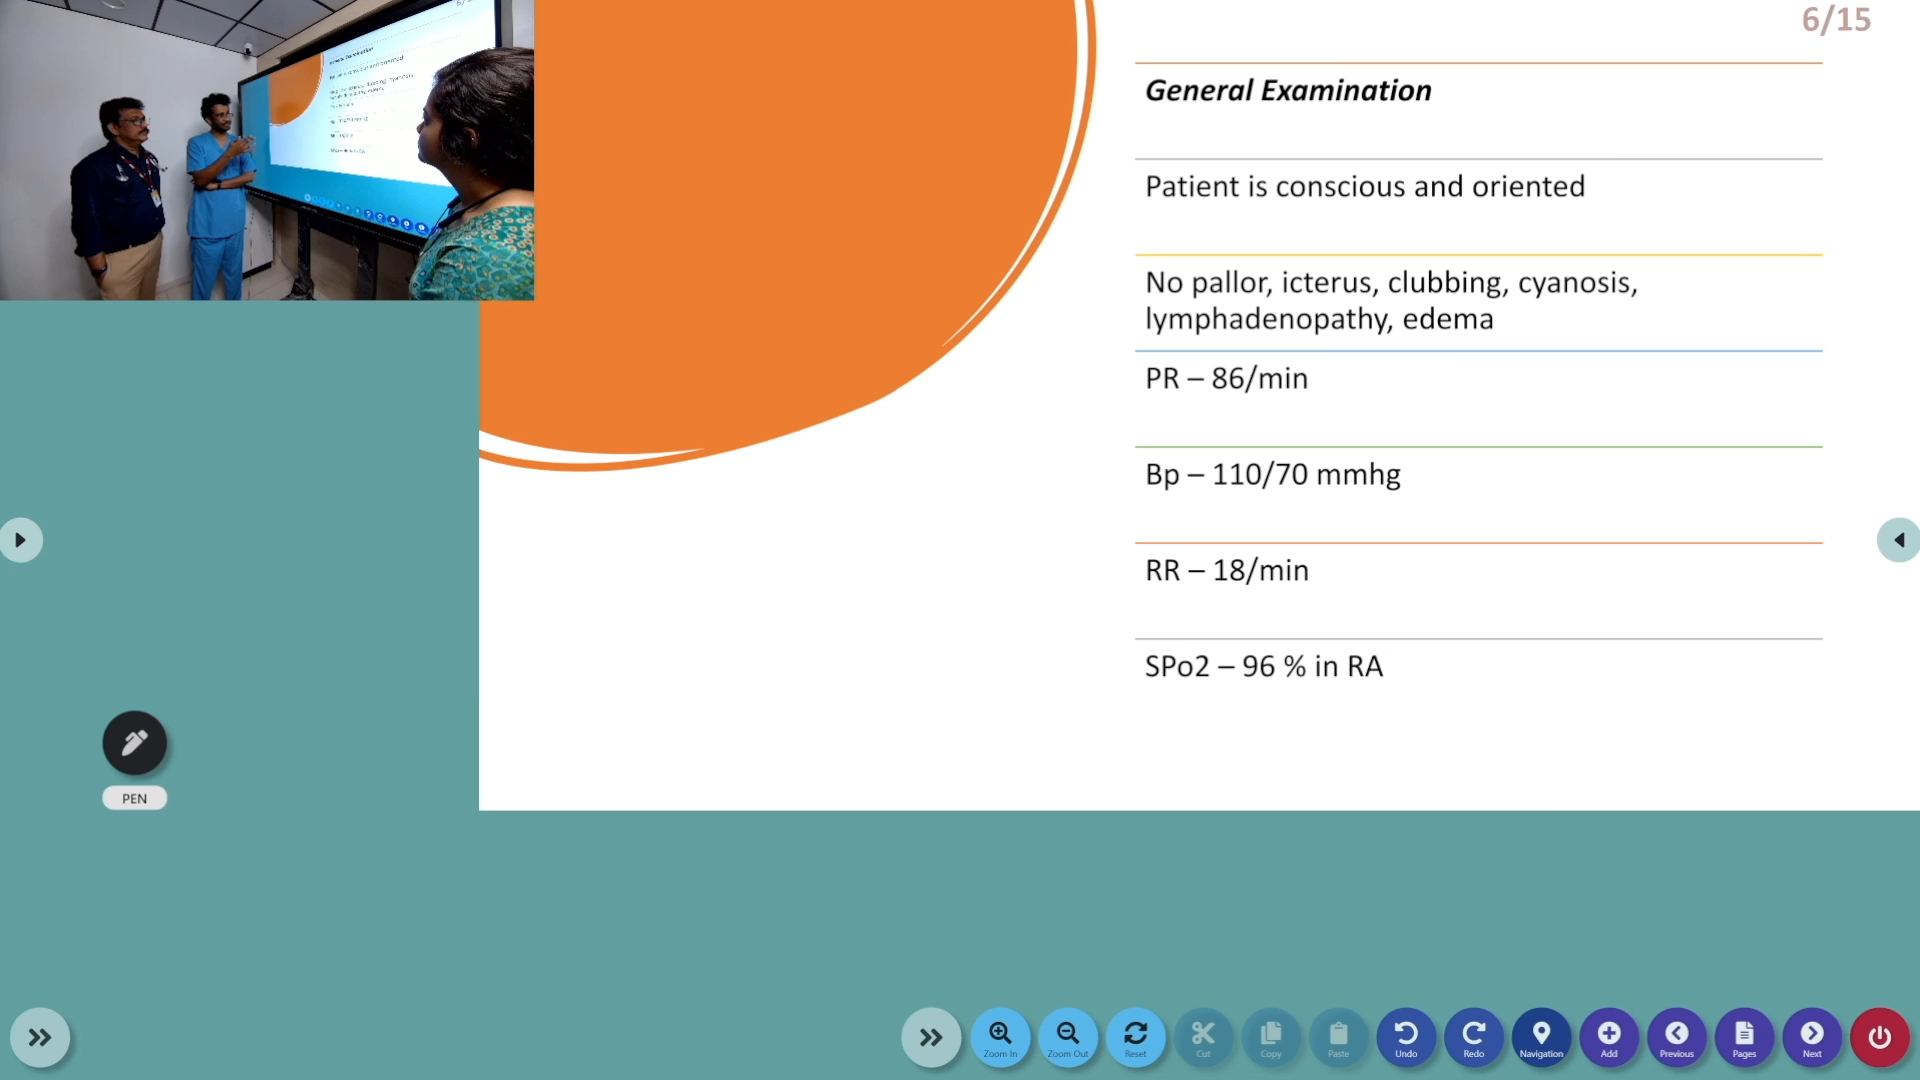 6/15
General Examination
Patient is conscious and oriented
No pallor, icterus, clubbing, cyanosis,
lymphadenopathy, edema
PR – 86/min
Bp – 110/70 mmhg
RR – 18/min
SPo2 – 96 % in RA
PEN
Zoom In
Zoom Out
Reset
Cut
Copy
Paste
Undo
Redo
Navigation
Add
Previous
Pages
Next